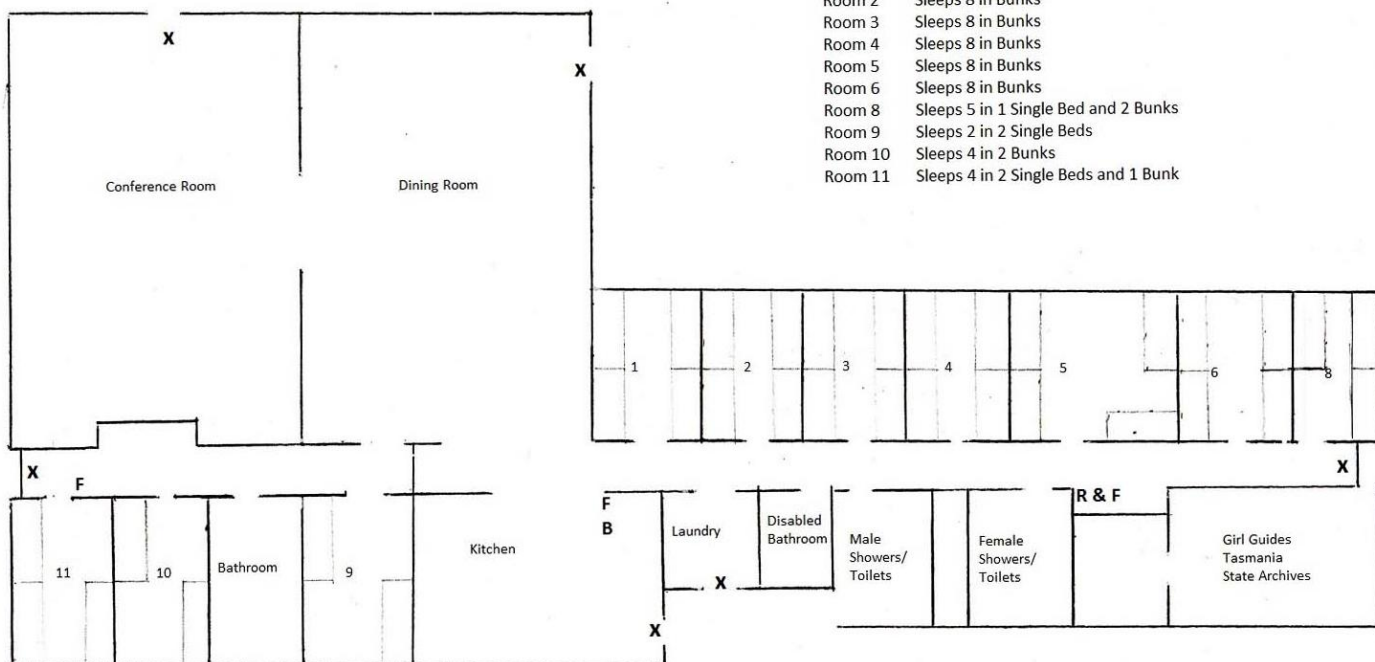 Room 2 Sleeps 8 in Bunks
Room 3 Sleeps 8 in Bunks
Room 4 Sleeps 8 in Bunks
Room 5 Sleeps 8 in Bunks
Room 6 Sleeps 8 in Bunks
Room 8 Sleeps 5 in 1 Single Bed and 2 Bunks
Room 9 Sleeps 2 in 2 Single Beds
Room 10 Sleeps 4 in 2 Bunks
Room 11 Sleeps 4 in 2 Single Beds and 1 Bunk
X
X
Conference Room
Dining Room
1
2
3
4
5
6
8
X
F
X
F
B
R & F
11
10
Bathroom
9
Kitchen
Laundry
Disabled
Bathroom
Male
Showers/
Toilets
Female
Showers/
Toilets
Girl Guides
Tasmania
State Archives
X
X